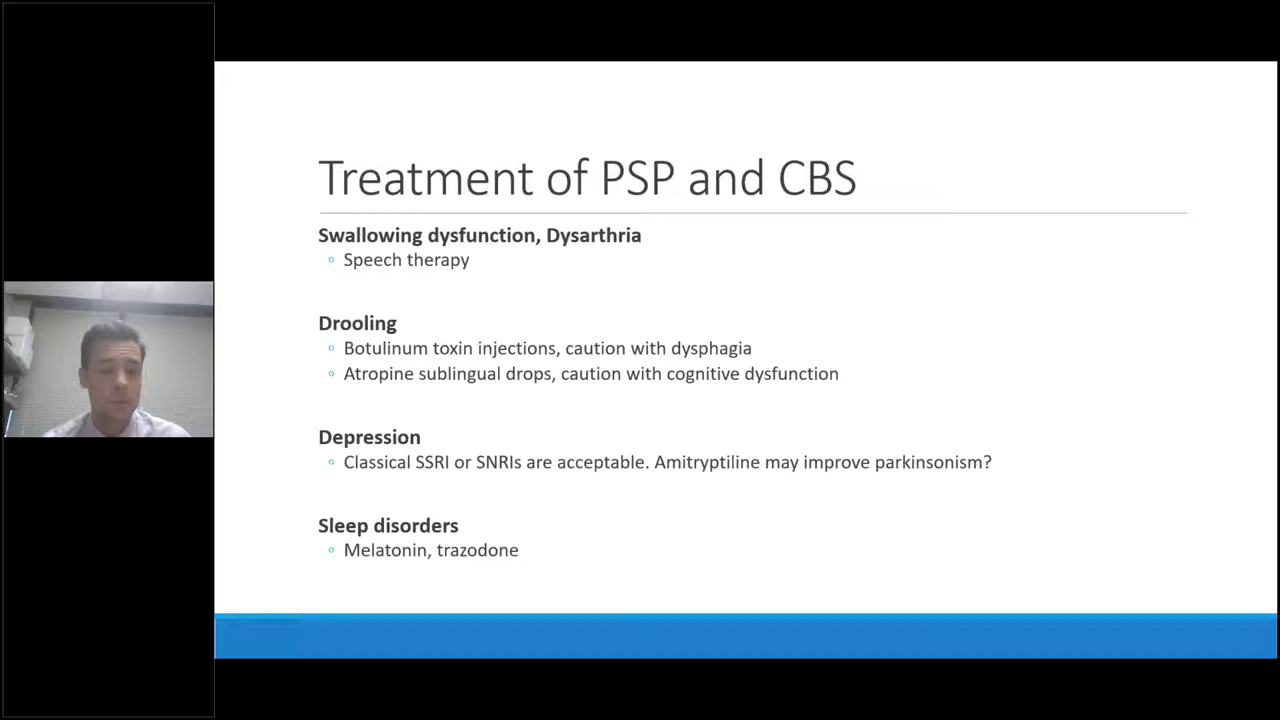 Treatment of PSP and CBS
Swallowing dysfunction, Dysarthria
◦ Speech therapy
Drooling
◦ Botulinum toxin injections, caution with dysphagia
◦ Atropine sublingual drops, caution with cognitive dysfunction
Depression
◦ Classical SSRI or SNRIs are acceptable. Amitryptiline may improve parkinsonism?
Sleep disorders
◦ Melatonin, trazodone